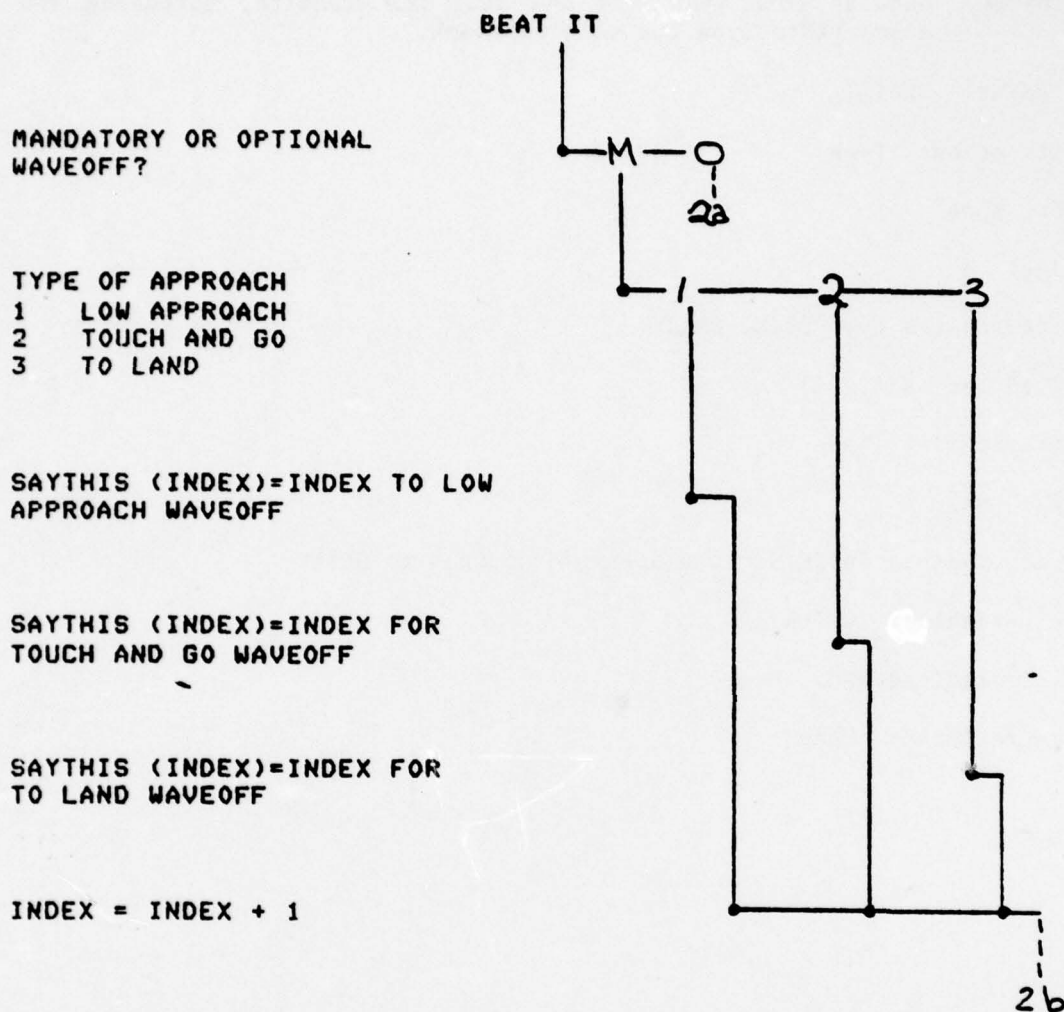 BEAT IT
MANDATORY OR OPTIONAL
WAVEOFF?
M O
2a
TYPE OF APPROACH
1 LOW APPROACH
2 TOUCH AND GO
3 TO LAND
1 2 3
SAYTHIS (INDEX)=INDEX TO LOW
APPROACH WAVEOFF
SAYTHIS (INDEX)=INDEX FOR
TOUCH AND GO WAVEOFF
SAYTHIS (INDEX)=INDEX FOR
TO LAND WAVEOFF
INDEX = INDEX + 1
2b